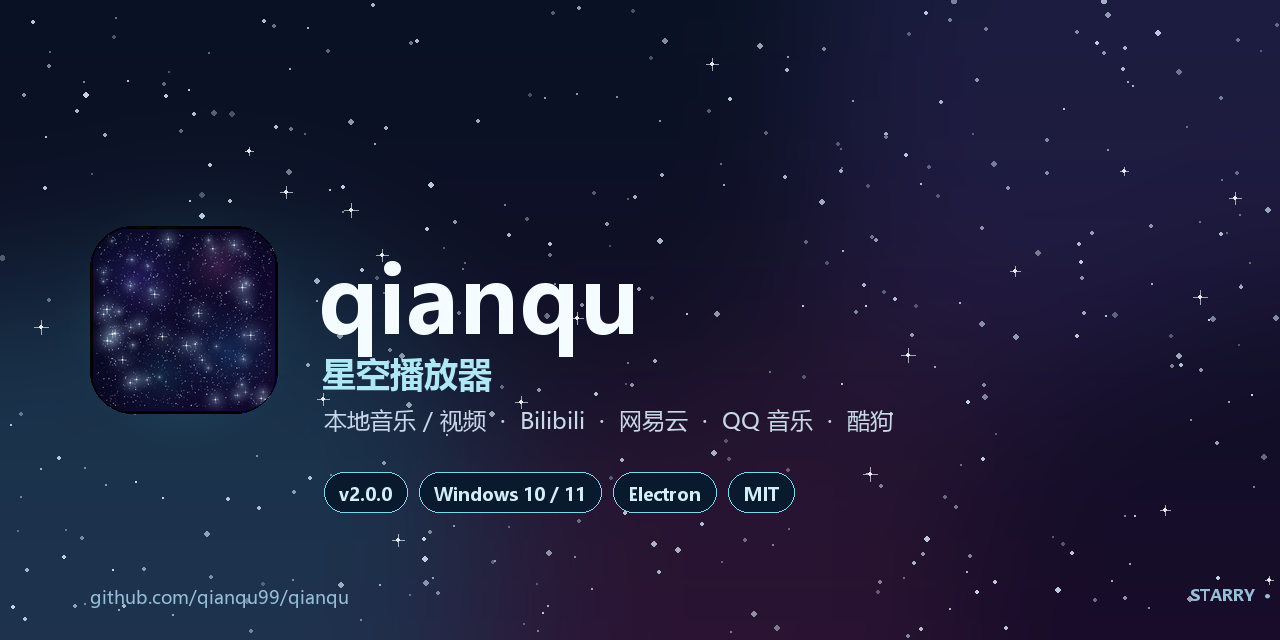 qianqu
星空播放器
本地音乐 / 视频 · Bilibili · 网易云 · QQ 音乐 · 酷狗
v2.0.0 Windows 10 / 11 Electron MIT
github.com/qianqu99/qianqu STARRY